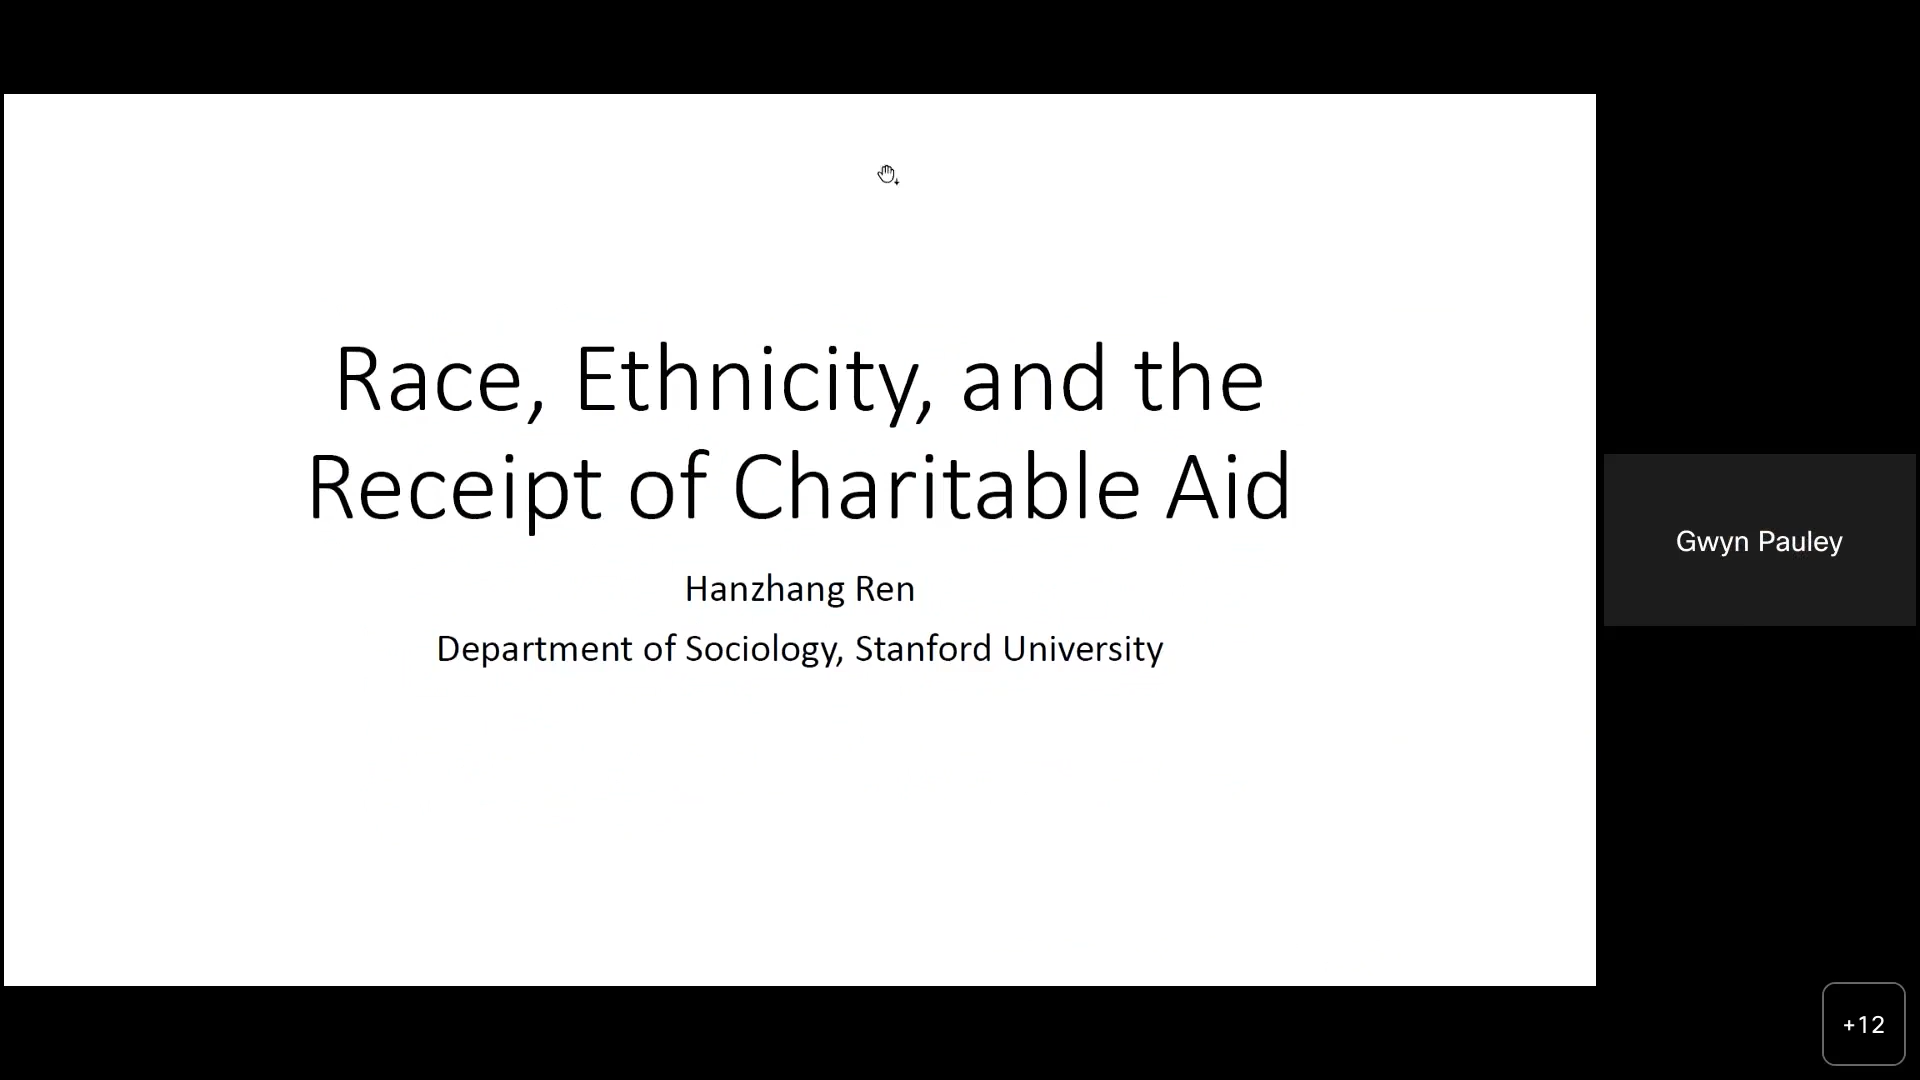 Race, Ethnicity, and the
Receipt of Charitable Aid
Hanzhang Ren
Department of Sociology, Stanford University
Gwyn Pauley
+12